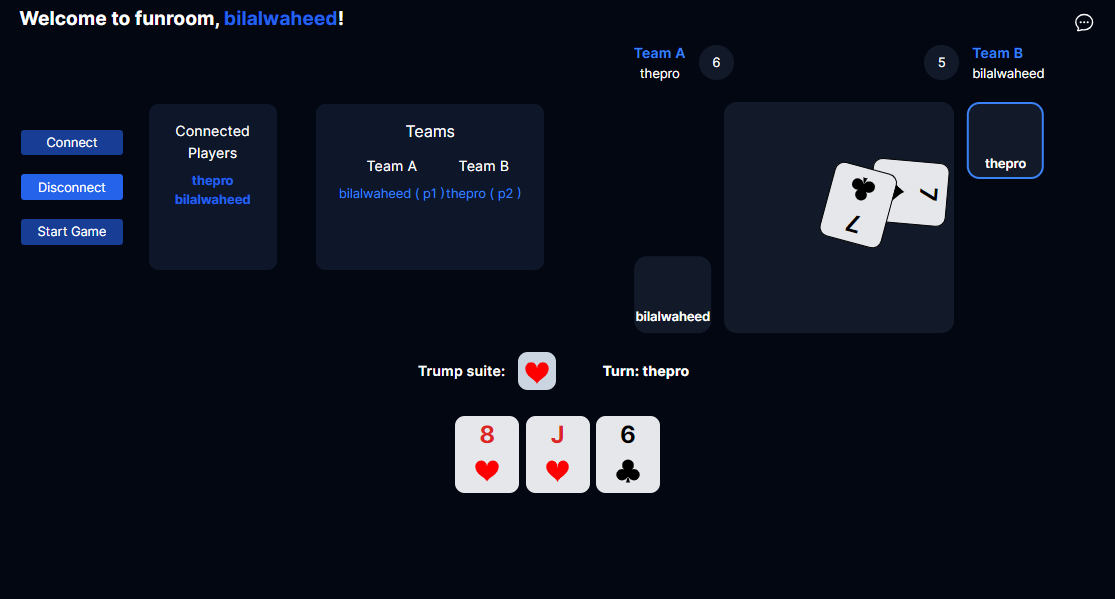 Welcome to funroom, bilalwaheed!
Team A
thepro
6
5
Team B
bilalwaheed
Connect
Disconnect
Start Game
Connected
Players
thepro
bilalwaheed
Teams
Team A Team B
bilalwaheed ( p1 ) thepro ( p2 )
thepro
7
7
bilalwaheed
Trump suite:
Turn: thepro
8 J 6